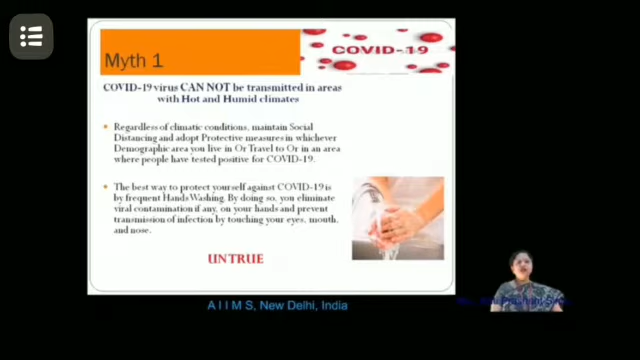 Myth 1
COVID-19
COVID-19 virus CAN NOT be transmitted in areas
with Hot and Humid climates
Regardless of climatic conditions, maintain Social
Distancing and adopt Protective measures in whichever
Demographic area you live in Or Travel to Or in an area
where people have tested positive for COVID-19.
The best way to protect yourself against COVID-19 is
by frequent Hands Washing. By doing so, you eliminate
viral contamination if any, on your hands and prevent
transmission of infection by touching your eyes, mouth,
and nose.
UNTRUE
A I I M S, New Delhi, India